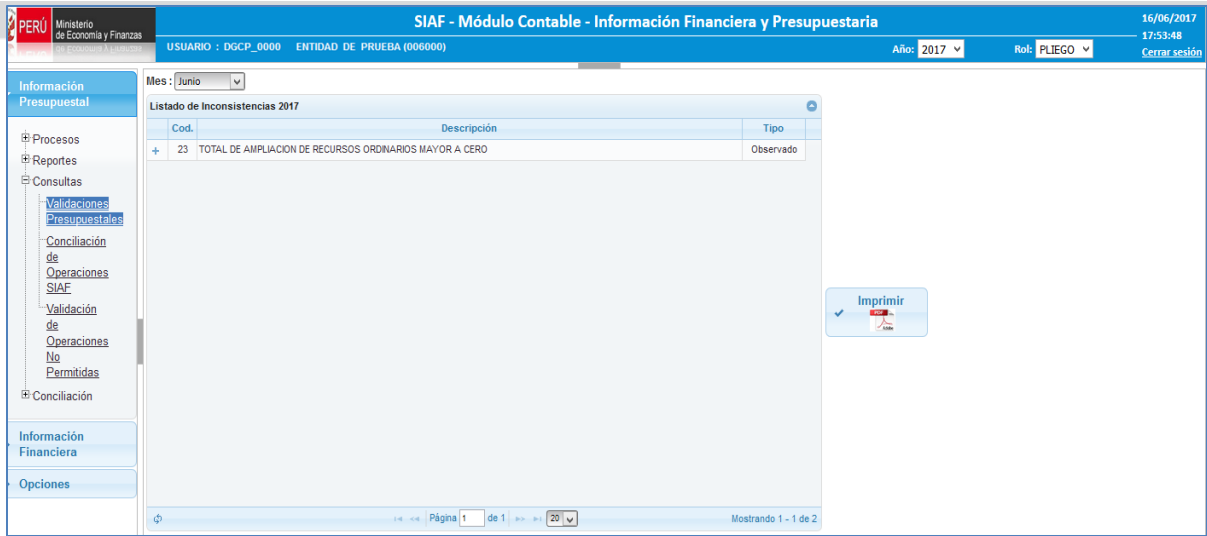 PERÚ Ministerio
de Economía y Finanzas
SIAF - Módulo Contable - Información Financiera y Presupuestaria
16/06/2017
17:53:48
Cerrar sesión
USUARIO : DGCP_0000 ENTIDAD DE PRUEBA (006000)
Año: 2017
Rol: PLIEGO
Información
Presupuestal
Procesos
Reportes
Consultas
Validaciones
Presupuestales
Conciliación
de
Operaciones
SIAF
Validación
de
Operaciones
No
Permitidas
Conciliación
Información
Financiera
Opciones
Mes : Junio
Listado de Inconsistencias 2017
Cod. Descripción Tipo
23 TOTAL DE AMPLIACION DE RECURSOS ORDINARIOS MAYOR A CERO Observado
Página 1 de 1 20 Mostrando 1 - 1 de 2
Imprimir
PDF